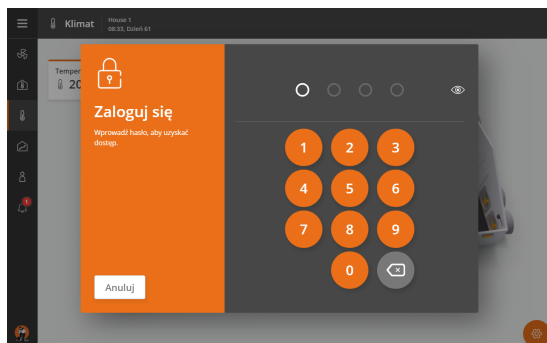 Klimat
House 1
08:33, Dzień 61
Temper
20
1
Zaloguj się
Wprowadź hasło, aby uzyskać
dostęp.
Anuluj
1 2 3
4 5 6
7 8 9
0